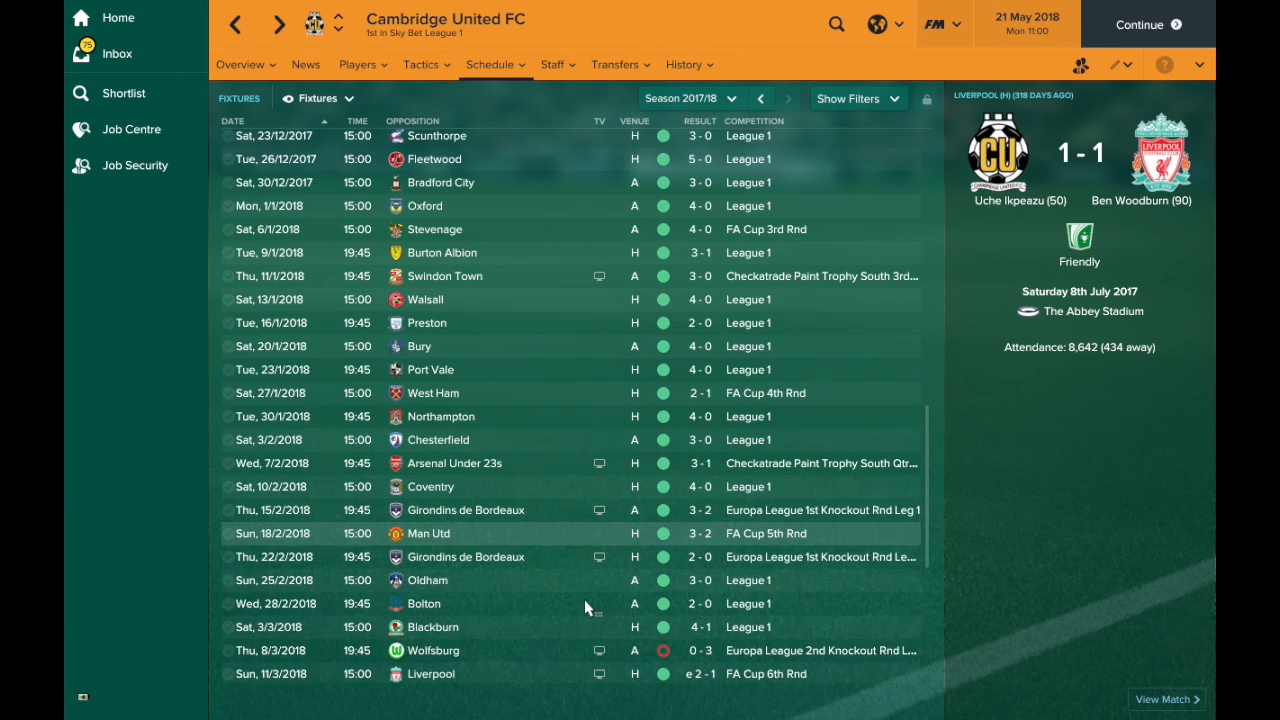 Home
75
Inbox
Shortlist
Job Centre
Job Security
Cambridge United FC
1st in Sky Bet League 1
FM
21 May 2018
Mon 11:00
Continue
Overview News Players Tactics Schedule Staff Transfers History
?
FIXTURES Fixtures Season 2017/18 Show Filters
DATE TIME OPPOSITION TV VENUE RESULT COMPETITION
Sat, 23/12/2017 15:00 Scunthorpe H 3 - 0 League 1
Tue, 26/12/2017 15:00 Fleetwood H 5 - 0 League 1
Sat, 30/12/2017 15:00 Bradford City A 3 - 0 League 1
Mon, 1/1/2018 15:00 Oxford A 4 - 0 League 1
Sat, 6/1/2018 15:00 Stevenage A 4 - 0 FA Cup 3rd Rnd
Tue, 9/1/2018 19:45 Burton Albion H 3 - 1 League 1
Thu, 11/1/2018 19:45 Swindon Town A 3 - 0 Checkatrade Paint Trophy South 3rd...
Sat, 13/1/2018 15:00 Walsall H 4 - 0 League 1
Tue, 16/1/2018 19:45 Preston H 2 - 0 League 1
Sat, 20/1/2018 15:00 Bury A 4 - 0 League 1
Tue, 23/1/2018 19:45 Port Vale H 4 - 0 League 1
Sat, 27/1/2018 15:00 West Ham H 2 - 1 FA Cup 4th Rnd
Tue, 30/1/2018 19:45 Northampton H 4 - 0 League 1
Sat, 3/2/2018 15:00 Chesterfield A 3 - 0 League 1
Wed, 7/2/2018 19:45 Arsenal Under 23s H 3 - 1 Checkatrade Paint Trophy South Qtr...
Sat, 10/2/2018 15:00 Coventry H 4 - 0 League 1
Thu, 15/2/2018 19:45 Girondins de Bordeaux A 3 - 2 Europa League 1st Knockout Rnd Leg 1
Sun, 18/2/2018 15:00 Man Utd H 3 - 2 FA Cup 5th Rnd
Thu, 22/2/2018 19:45 Girondins de Bordeaux H 2 - 0 Europa League 1st Knockout Rnd Le...
Sun, 25/2/2018 15:00 Oldham A 3 - 0 League 1
Wed, 28/2/2018 19:45 Bolton A 2 - 0 League 1
Sat, 3/3/2018 15:00 Blackburn H 4 - 1 League 1
Thu, 8/3/2018 19:45 Wolfsburg A 0 - 3 Europa League 2nd Knockout Rnd L...
Sun, 11/3/2018 15:00 Liverpool H e 2 - 1 FA Cup 6th Rnd
LIVERPOOL (H) (318 DAYS AGO)
CU
CAMBRIDGE UNITED F.C.
1 - 1
LIVERPOOL
Uche Ikpeazu (50) Ben Woodburn (90)
Friendly
Saturday 8th July 2017
The Abbey Stadium
Attendance: 8,642 (434 away)
View Match